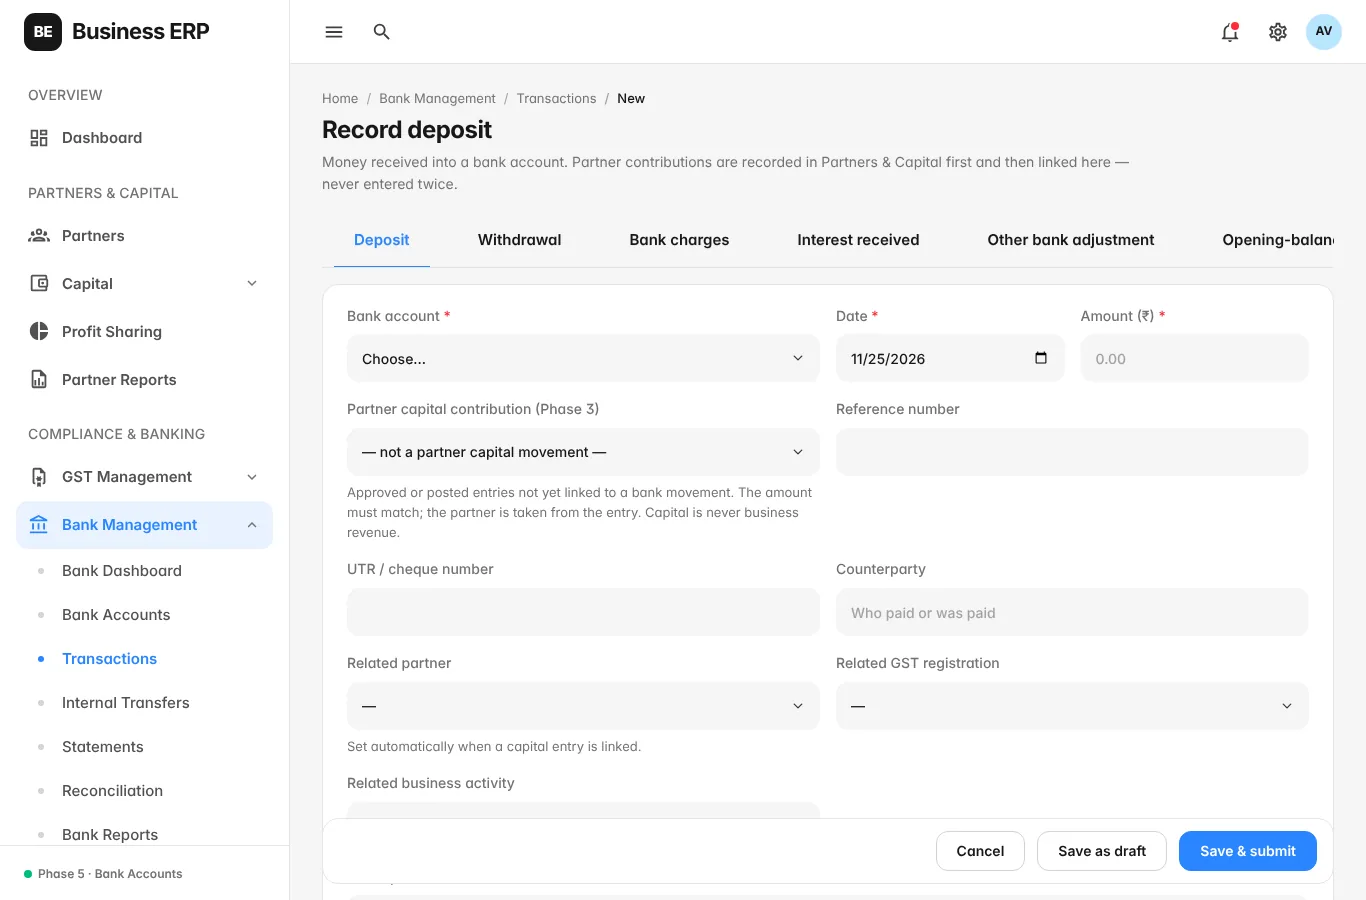 BE
Business ERP
OVERVIEW
Dashboard
PARTNERS & CAPITAL
Partners
Capital
Profit Sharing
Partner Reports
COMPLIANCE & BANKING
GST Management
Bank Management
Bank Dashboard
Bank Accounts
Transactions
Internal Transfers
Statements
Reconciliation
Bank Reports
Phase 5 · Bank Accounts
AV
Home / Bank Management / Transactions / New
Record deposit
Money received into a bank account. Partner contributions are recorded in Partners & Capital first and then linked here —
never entered twice.
Deposit Withdrawal Bank charges Interest received Other bank adjustment Opening-balan
Bank account *
Choose...
Date *
11/25/2026
Amount (₹) *
0.00
Partner capital contribution (Phase 3)
— not a partner capital movement —
Approved or posted entries not yet linked to a bank movement. The amount
must match; the partner is taken from the entry. Capital is never business
revenue.
Reference number
UTR / cheque number
Counterparty
Who paid or was paid
Related partner
—
Set automatically when a capital entry is linked.
Related GST registration
—
Related business activity
Cancel
Save as draft
Save & submit